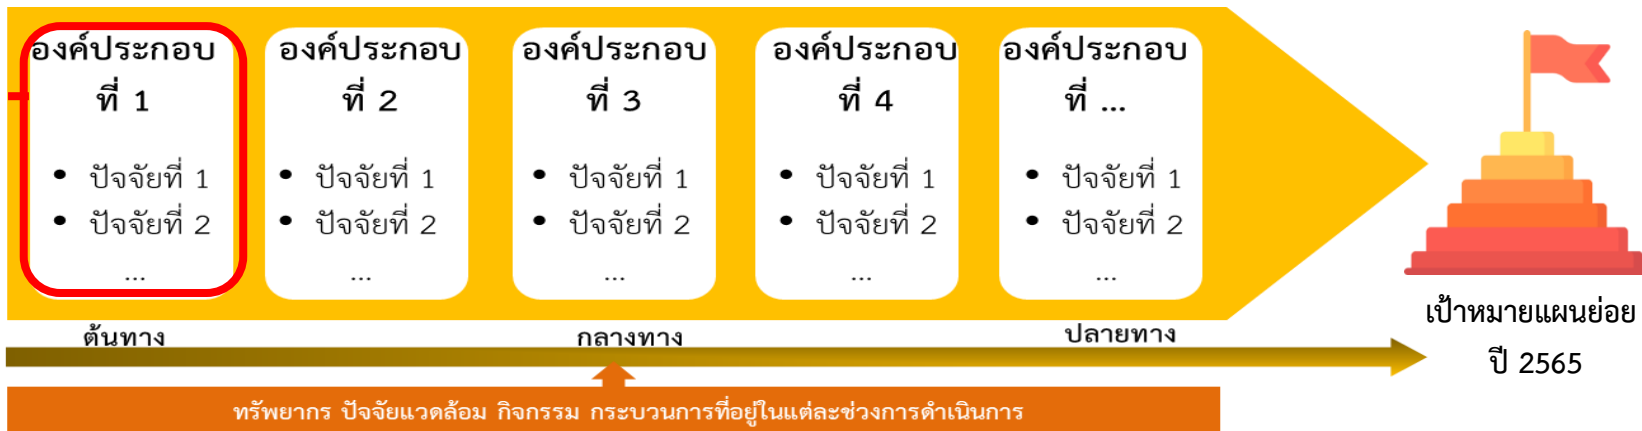 องค์ประกอบ
ที่ 1
• ปัจจัยที่ 1
• ปัจจัยที่ 2
...
องค์ประกอบ
ที่ 2
• ปัจจัยที่ 1
• ปัจจัยที่ 2
...
องค์ประกอบ
ที่ 3
• ปัจจัยที่ 1
• ปัจจัยที่ 2
...
องค์ประกอบ
ที่ 4
• ปัจจัยที่ 1
• ปัจจัยที่ 2
...
องค์ประกอบ
ที่ ...
• ปัจจัยที่ 1
• ปัจจัยที่ 2
...
เป้าหมายแผนย่อย
ปี 2565
ต้นทาง
กลางทาง
ปลายทาง
ทรัพยากร ปัจจัยแวดล้อม กิจกรรม กระบวนการที่อยู่ในแต่ละช่วงการดำเนินการ